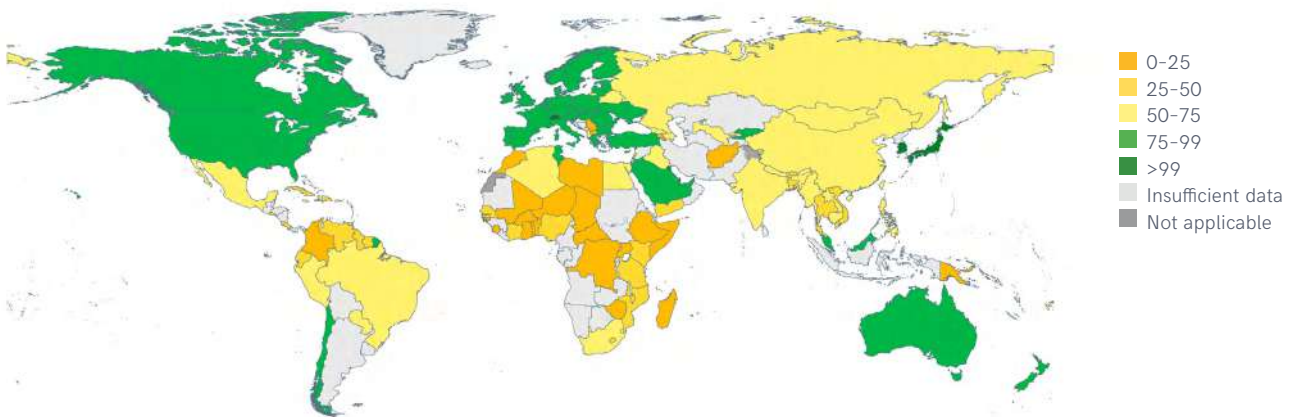 0-25
25-50
50-75
75-99
>99
Insufficient data
Not applicable